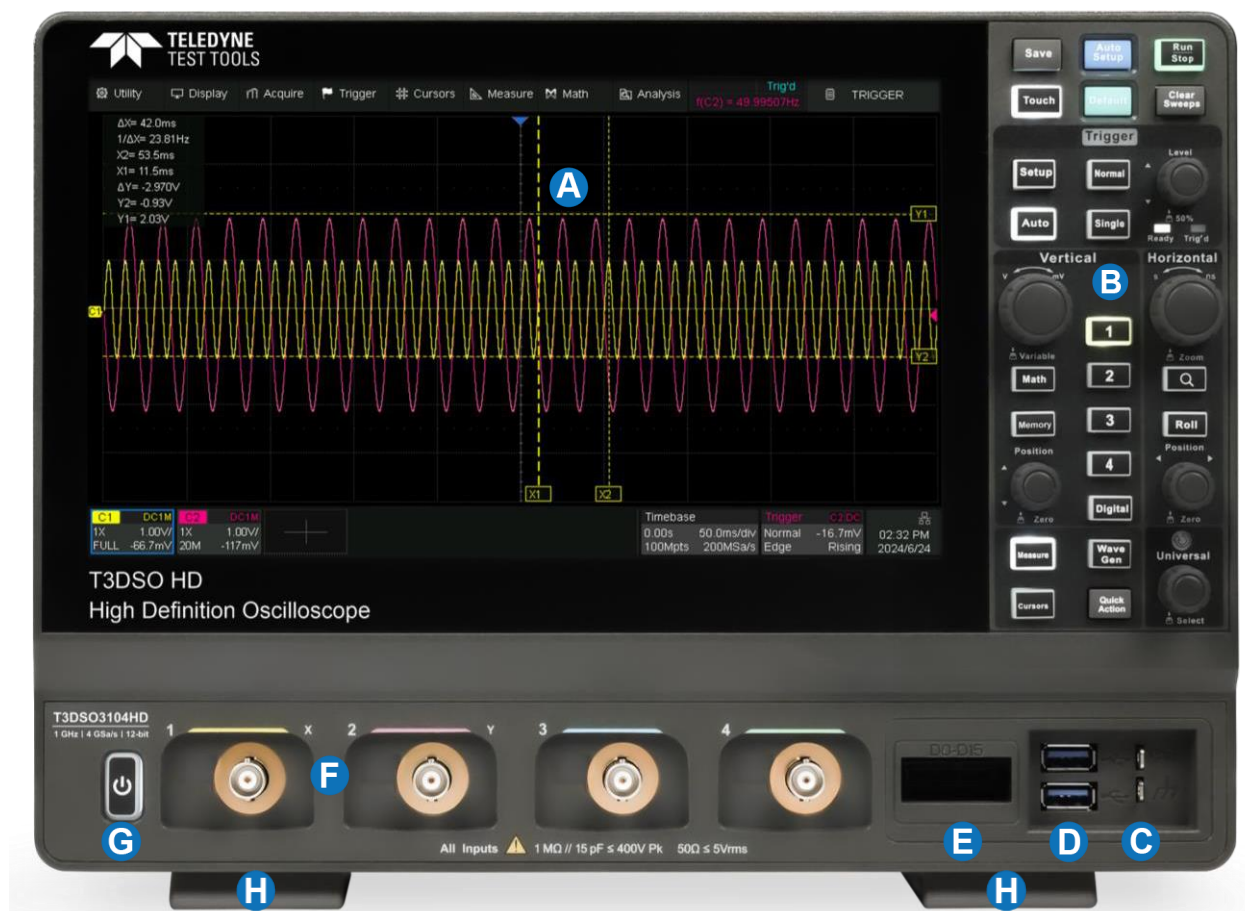 TELEDYNE
TEST TOOLS
Utility Display Acquire Trigger Cursors Measure Math Analysis
Trig'd
f(C2) = 49.99507Hz
TRIGGER
ΔX= 42.0ms
1/ΔX= 23.81Hz
X2= 53.5ms
X1= 11.5ms
ΔY= -2.970V
Y2= -0.93V
Y1= 2.03V
A
Y1
C1
Y2
X1 X2
C1 DC1M
1X 1.00V/
FULL -66.7mV
C2 DC1M
1X 1.00V/
20M -117mV
Timebase
0.00s 50.0ms/div
100Mpts 200MSa/s
Trigger C2:DC
Normal -16.7mV
Edge Rising
02:32 PM
2024/6/24
T3DSO HD
High Definition Oscilloscope
Save
Auto
Setup
Run
Stop
Touch
Default
Clear
Sweeps
Trigger
Setup
Normal
Level
Auto
Single
50%
Ready Trig'd
Vertical
Horizontal
V mV
B
s ns
1
Variable
Zoom
Math
2
Memory
3
Roll
Position
Position
4
Zero
Digital
Zero
Measure
Wave
Gen
Universal
Cursors
Quick
Action
Select
T3DSO3104HD
1 GHz | 4 GSa/s | 12-bit
1 X 2 Y 3 4
D0-D15
F
G
E
D
C
All Inputs 1 MΩ // 15 pF ≤ 400V Pk 50Ω ≤ 5Vrms
H
H